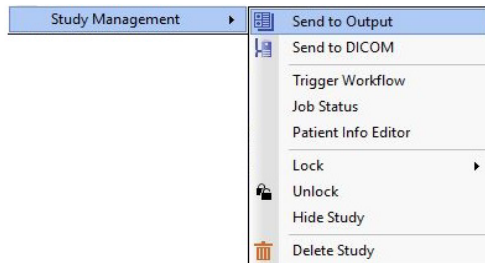 Study Management
Send to Output
Send to DICOM
Trigger Workflow
Job Status
Patient Info Editor
Lock
Unlock
Hide Study
Delete Study